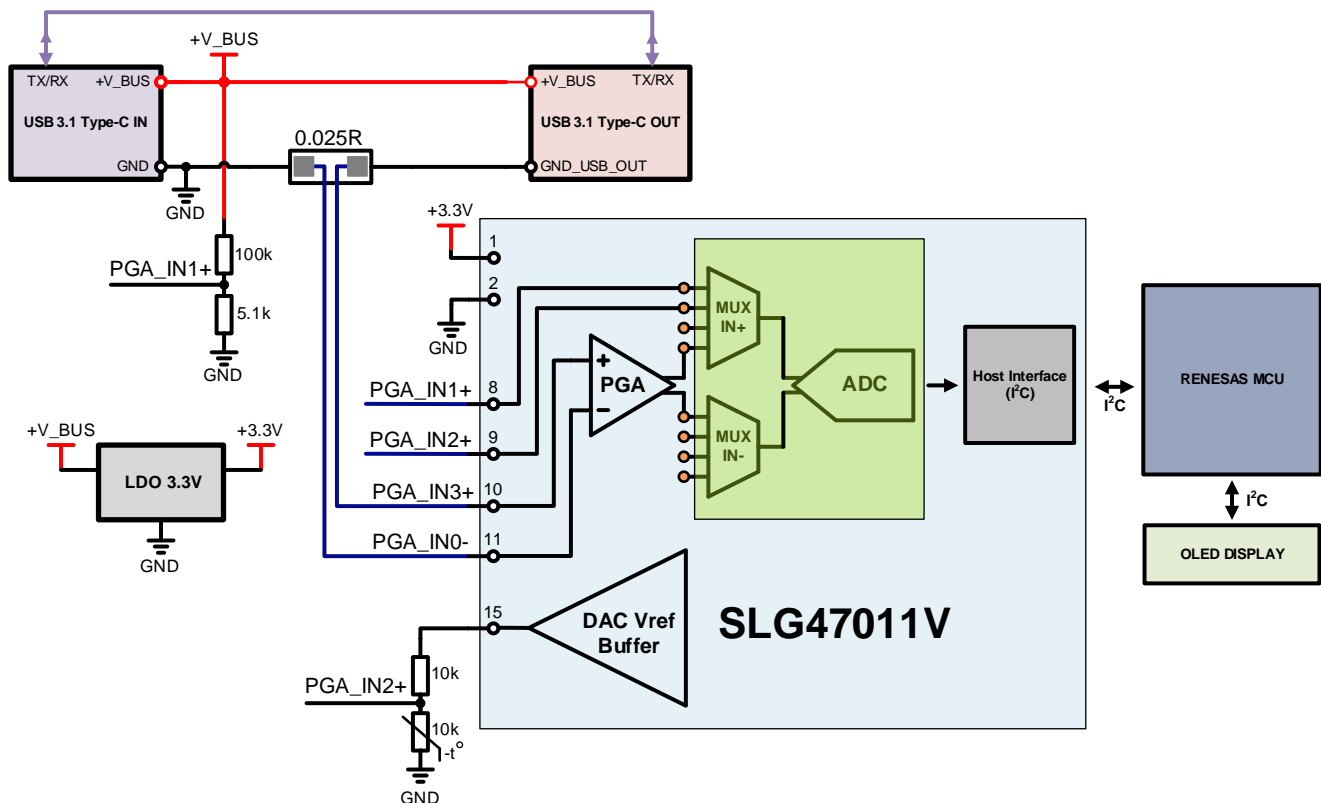 +V_BUS
TX/RX
+V_BUS
USB 3.1 Type-C IN
GND
GND
0.025R
+V_BUS
TX/RX
USB 3.1 Type-C OUT
GND_USB_OUT
100k
PGA_IN1+
5.1k
GND
+V_BUS
+3.3V
LDO 3.3V
GND
+3.3V
1
2
GND
PGA_IN1+
8
PGA_IN2+
9
PGA_IN3+
10
PGA_IN0-
11
+
PGA
−
MUX
IN+
MUX
IN-
ADC
Host Interface
(I²C)
I²C
RENESAS MCU
I²C
OLED DISPLAY
15
DAC Vref
Buffer
SLG47011V
10k
PGA_IN2+
10k
-t°
GND